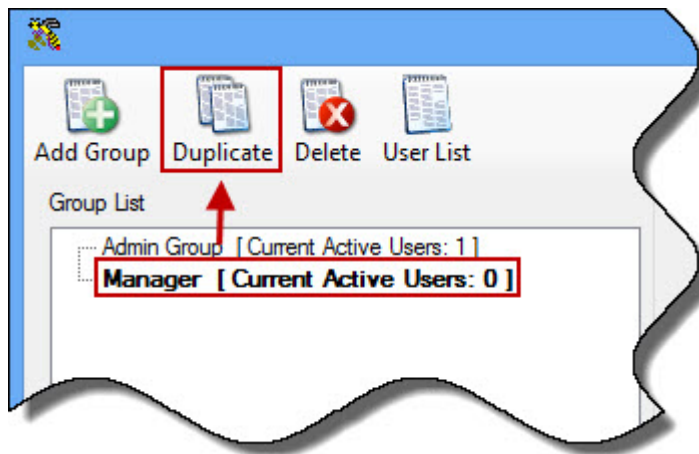 Add Group Duplicate Delete User List
Group List
Admin Group [ Current Active Users: 1 ]
Manager [ Current Active Users: 0 ]